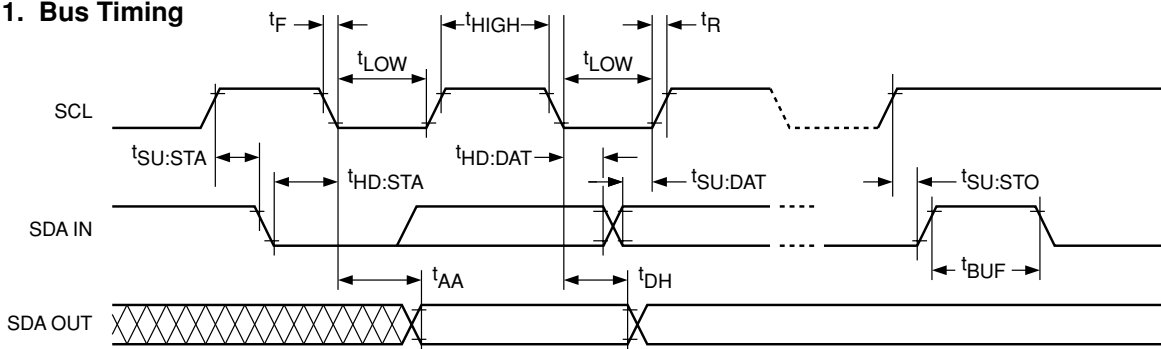 1. Bus Timing
tF
tHIGH
tR
tLOW
tLOW
SCL
tSU:STA
tHD:STA
tHD:DAT
tSU:DAT
tSU:STO
SDA IN
tBUF
tAA
tDH
SDA OUT